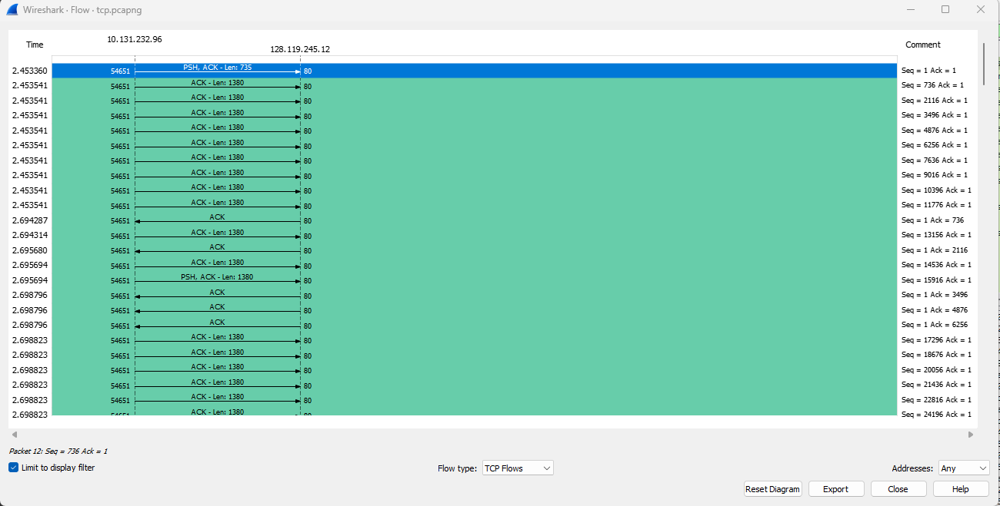 Wireshark · Flow · tcp.pcapng
Time 10.131.232.96 128.119.245.12 Comment
2.453360 54651 PSH, ACK - Len: 735 80 Seq = 1 Ack = 1
2.453541 54651 ACK - Len: 1380 80 Seq = 736 Ack = 1
2.453541 54651 ACK - Len: 1380 80 Seq = 2116 Ack = 1
2.453541 54651 ACK - Len: 1380 80 Seq = 3496 Ack = 1
2.453541 54651 ACK - Len: 1380 80 Seq = 4876 Ack = 1
2.453541 54651 ACK - Len: 1380 80 Seq = 6256 Ack = 1
2.453541 54651 ACK - Len: 1380 80 Seq = 7636 Ack = 1
2.453541 54651 ACK - Len: 1380 80 Seq = 9016 Ack = 1
2.453541 54651 ACK - Len: 1380 80 Seq = 10396 Ack = 1
2.453541 54651 ACK - Len: 1380 80 Seq = 11776 Ack = 1
2.694287 54651 ACK 80 Seq = 1 Ack = 736
2.694314 54651 ACK - Len: 1380 80 Seq = 13156 Ack = 1
2.695680 54651 ACK 80 Seq = 1 Ack = 2116
2.695694 54651 ACK - Len: 1380 80 Seq = 14536 Ack = 1
2.695694 54651 PSH, ACK - Len: 1380 80 Seq = 15916 Ack = 1
2.698796 54651 ACK 80 Seq = 1 Ack = 3496
2.698796 54651 ACK 80 Seq = 1 Ack = 4876
2.698796 54651 ACK 80 Seq = 1 Ack = 6256
2.698823 54651 ACK - Len: 1380 80 Seq = 17296 Ack = 1
2.698823 54651 ACK - Len: 1380 80 Seq = 18676 Ack = 1
2.698823 54651 ACK - Len: 1380 80 Seq = 20056 Ack = 1
2.698823 54651 ACK - Len: 1380 80 Seq = 21436 Ack = 1
2.698823 54651 ACK - Len: 1380 80 Seq = 22816 Ack = 1
2.698823 54651 ACK - Len: 1380 80 Seq = 24196 Ack = 1
Packet 12: Seq = 736 Ack = 1
Limit to display filter Flow type: TCP Flows Addresses: Any
Reset Diagram Export Close Help